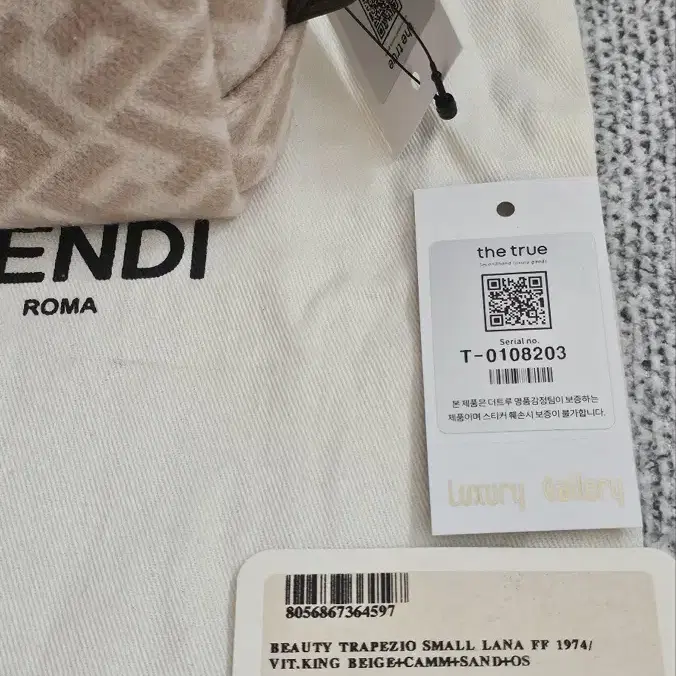 the true
ENDI
ROMA
the true
secondhand luxury goods
Serial no.
T-0108203
본 제품은 더트루 명품감정팀이 보증하는
제품이며 스티커 훼손시 보증이 불가합니다.
Luxury Gallery
8056867364597
BEAUTY TRAPEZIO SMALL LANA FF 1974/
VIT.KING BEIGE+CAMM+SAND+OS